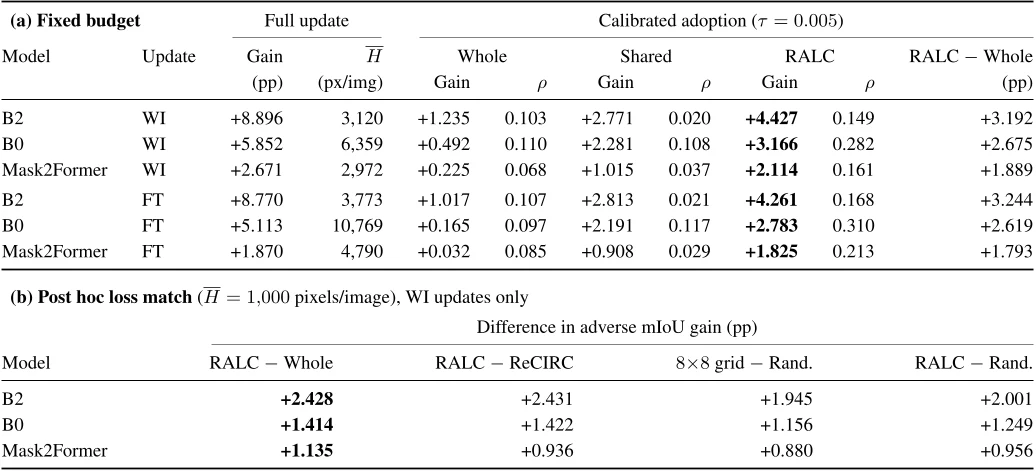 (a) Fixed budget Full update Calibrated adoption (τ = 0.005)
Model Update Gain H̅ Whole Shared RALC RALC − Whole
(pp) (px/img) Gain ρ Gain ρ Gain ρ (pp)
B2 WI +8.896 3,120 +1.235 0.103 +2.771 0.020 +4.427 0.149 +3.192
B0 WI +5.852 6,359 +0.492 0.110 +2.281 0.108 +3.166 0.282 +2.675
Mask2Former WI +2.671 2,972 +0.225 0.068 +1.015 0.037 +2.114 0.161 +1.889
B2 FT +8.770 3,773 +1.017 0.107 +2.813 0.021 +4.261 0.168 +3.244
B0 FT +5.113 10,769 +0.165 0.097 +2.191 0.117 +2.783 0.310 +2.619
Mask2Former FT +1.870 4,790 +0.032 0.085 +0.908 0.029 +1.825 0.213 +1.793
(b) Post hoc loss match (H̅ = 1,000 pixels/image), WI updates only
Difference in adverse mIoU gain (pp)
Model RALC − Whole RALC − ReCIRC 8×8 grid − Rand. RALC − Rand.
B2 +2.428 +2.431 +1.945 +2.001
B0 +1.414 +1.422 +1.156 +1.249
Mask2Former +1.135 +0.936 +0.880 +0.956